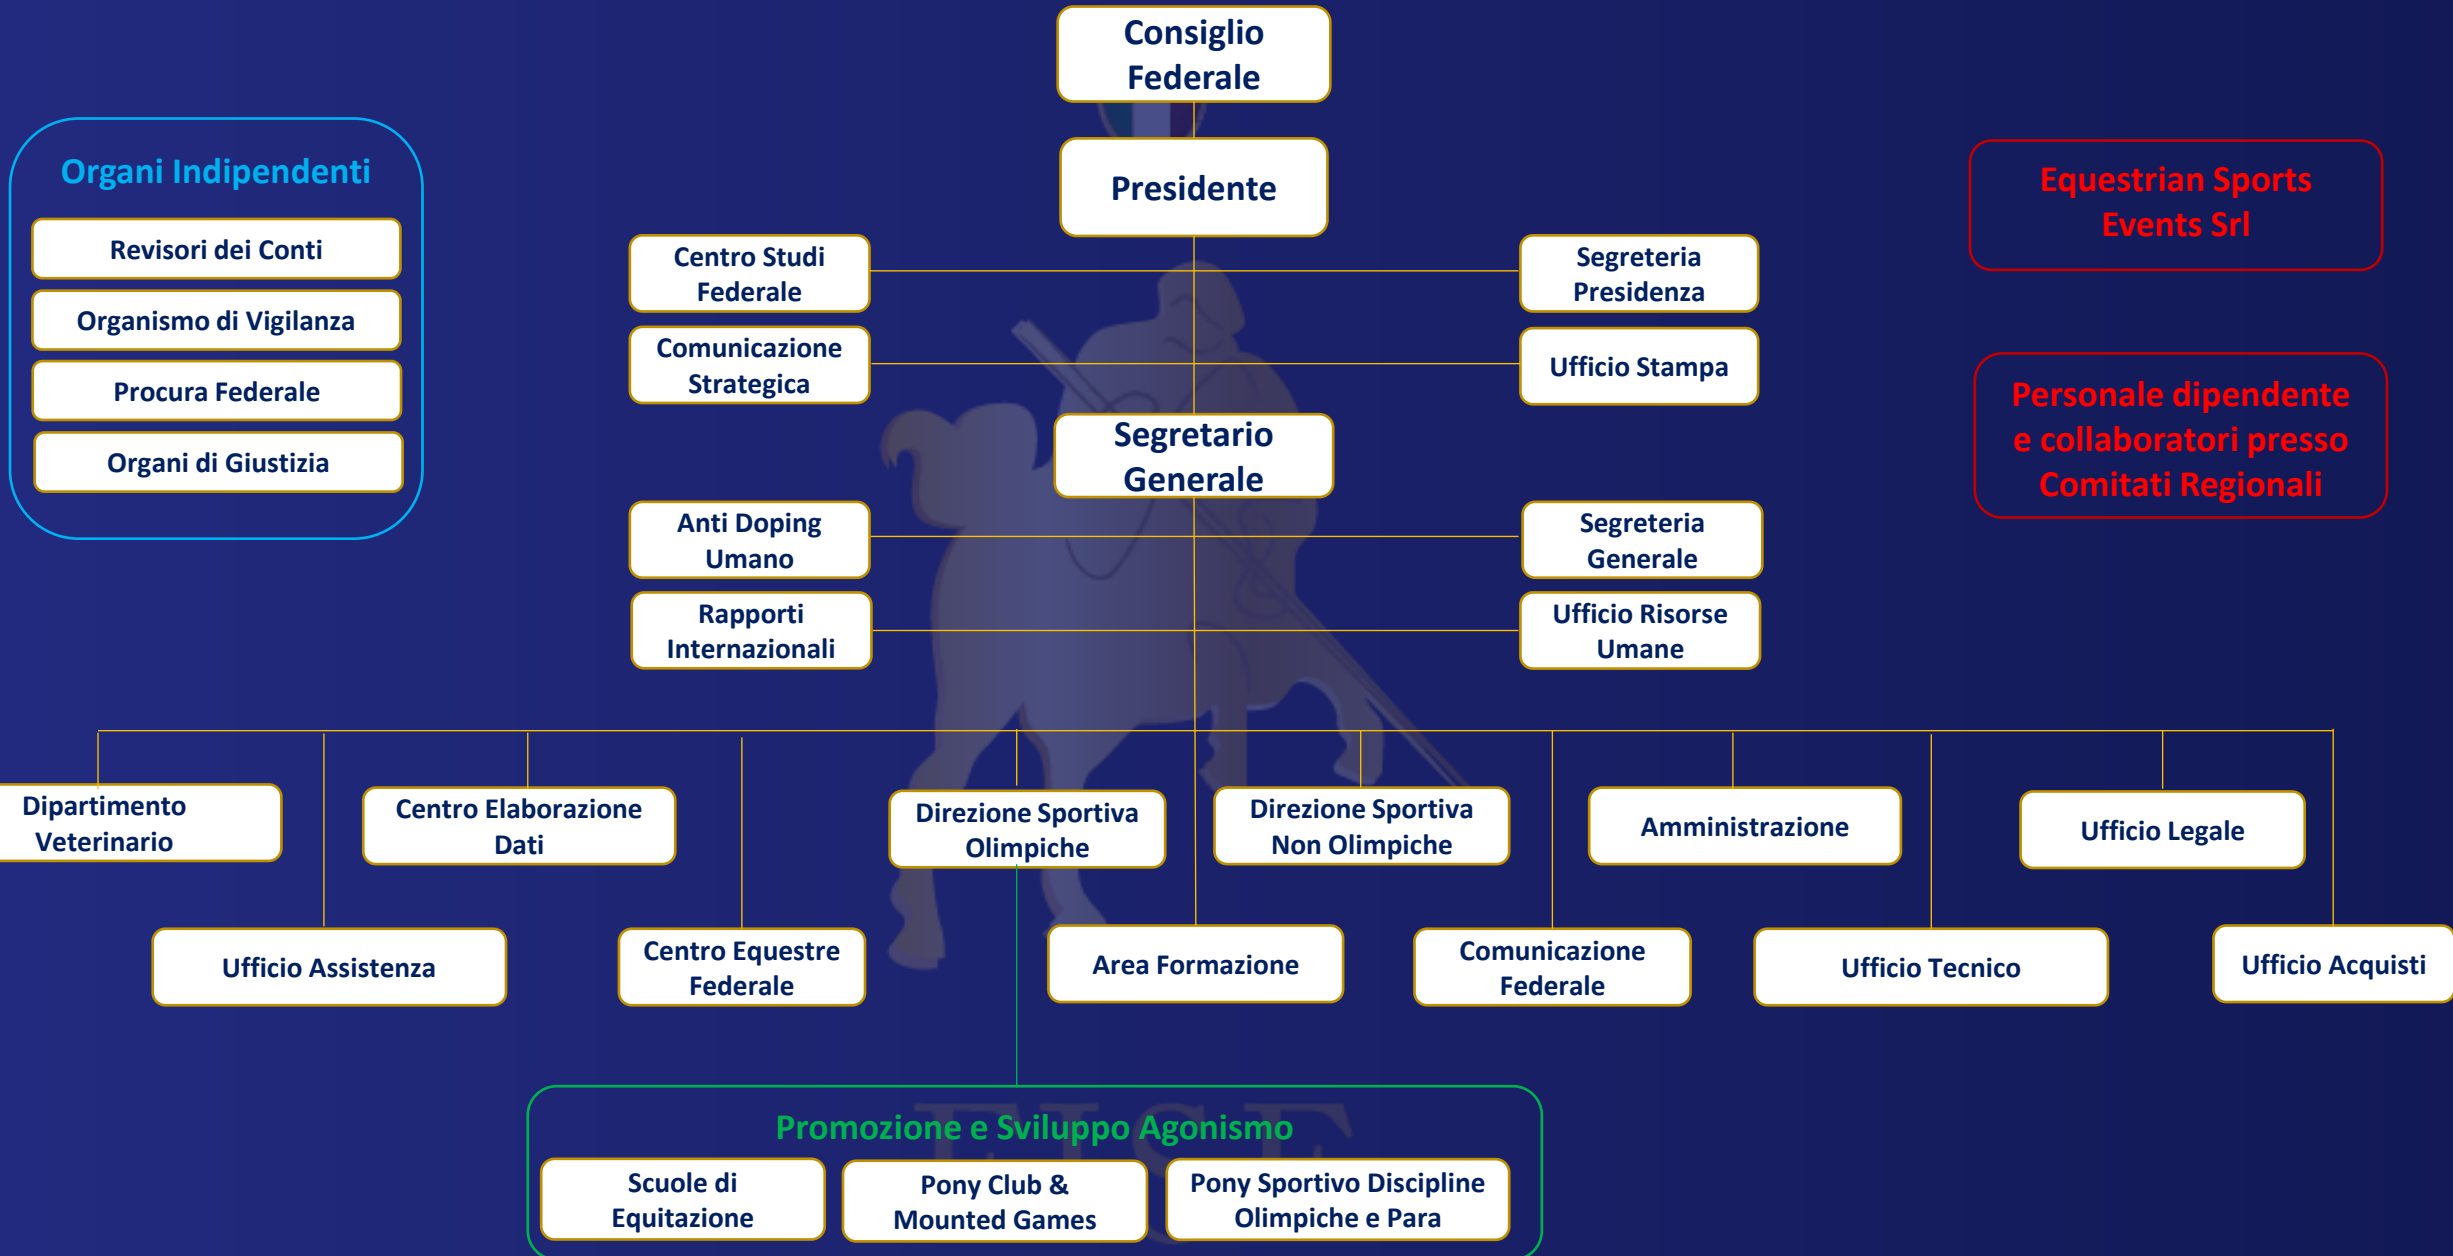 Consiglio
Federale
Presidente
Organi Indipendenti
Revisori dei Conti
Organismo di Vigilanza
Procura Federale
Organi di Giustizia
Equestrian Sports
Events Srl
Personale dipendente
e collaboratori presso
Comitati Regionali
Centro Studi
Federale
Segreteria
Presidenza
Comunicazione
Strategica
Ufficio Stampa
Segretario
Generale
Anti Doping
Umano
Segreteria
Generale
Rapporti
Internazionali
Ufficio Risorse
Umane
Dipartimento
Veterinario
Centro Elaborazione
Dati
Direzione Sportiva
Olimpiche
Direzione Sportiva
Non Olimpiche
Amministrazione
Ufficio Legale
Ufficio Assistenza
Centro Equestre
Federale
Area Formazione
Comunicazione
Federale
Ufficio Tecnico
Ufficio Acquisti
FISE
Promozione e Sviluppo Agonismo
Scuole di
Equitazione
Pony Club &
Mounted Games
Pony Sportivo Discipline
Olimpiche e Para